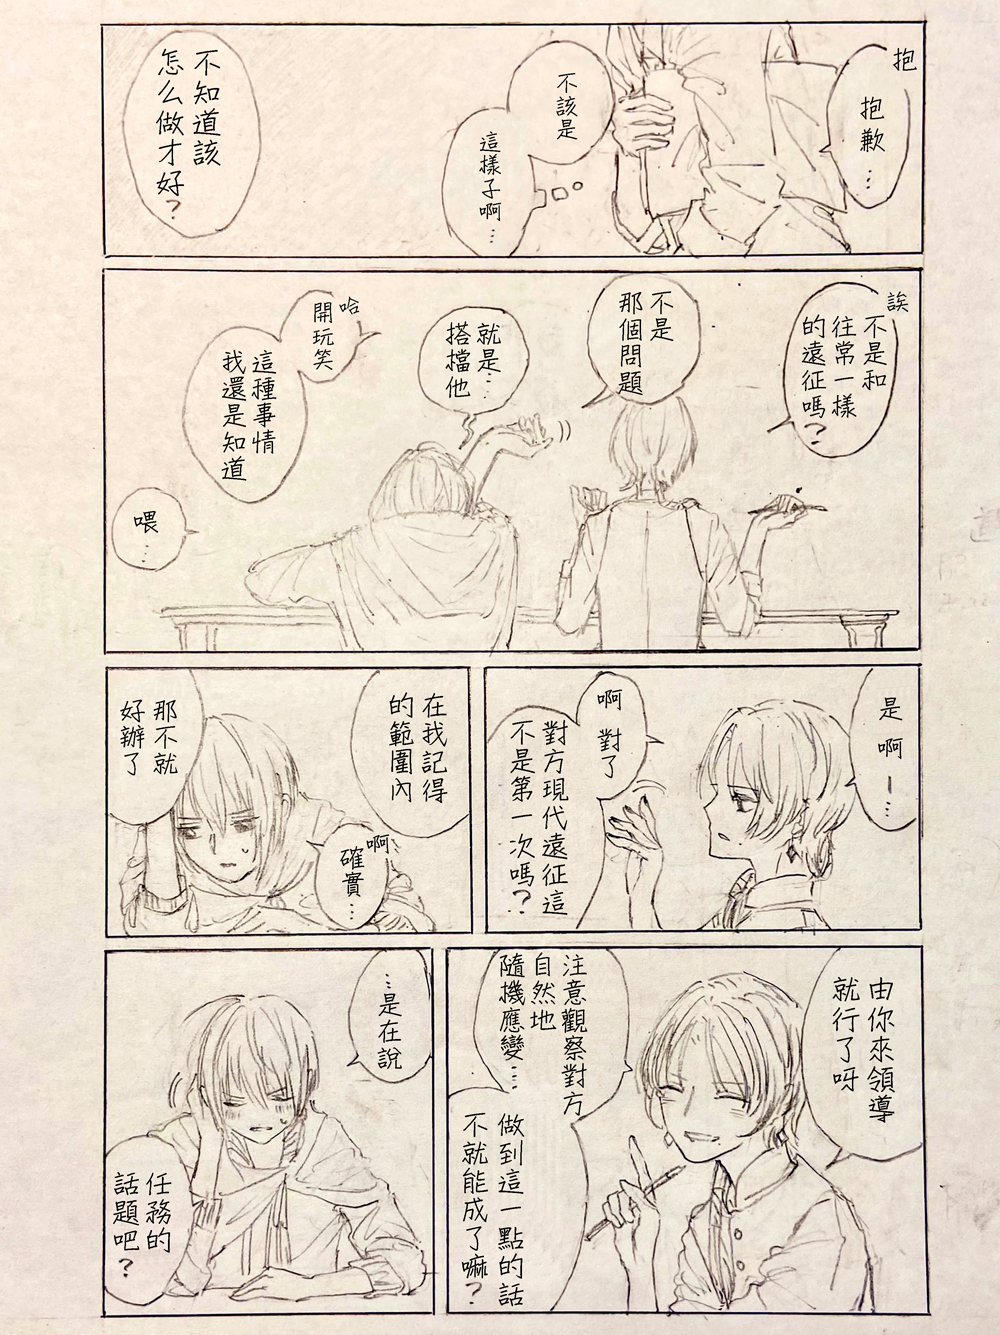 抱
抱歉…
不該是
這樣子啊…
不知道該
怎么做才好？
誒
不是和
往常一樣
的遠征嗎？
不是
那個問題
就是…
搭檔他
哈
開玩笑
這種事情
我還是知道
喂…
是啊—…
啊 對了
對方現代遠征這
不是第一次嗎？
在我記得
的範圍內
啊
確實…
那不就
好辦了
由你來領導
就行了呀
注意觀察對方
自然地
隨機應變…
做到這一點的話
不就能成了嘛？
…是在說
任務的
話題吧？